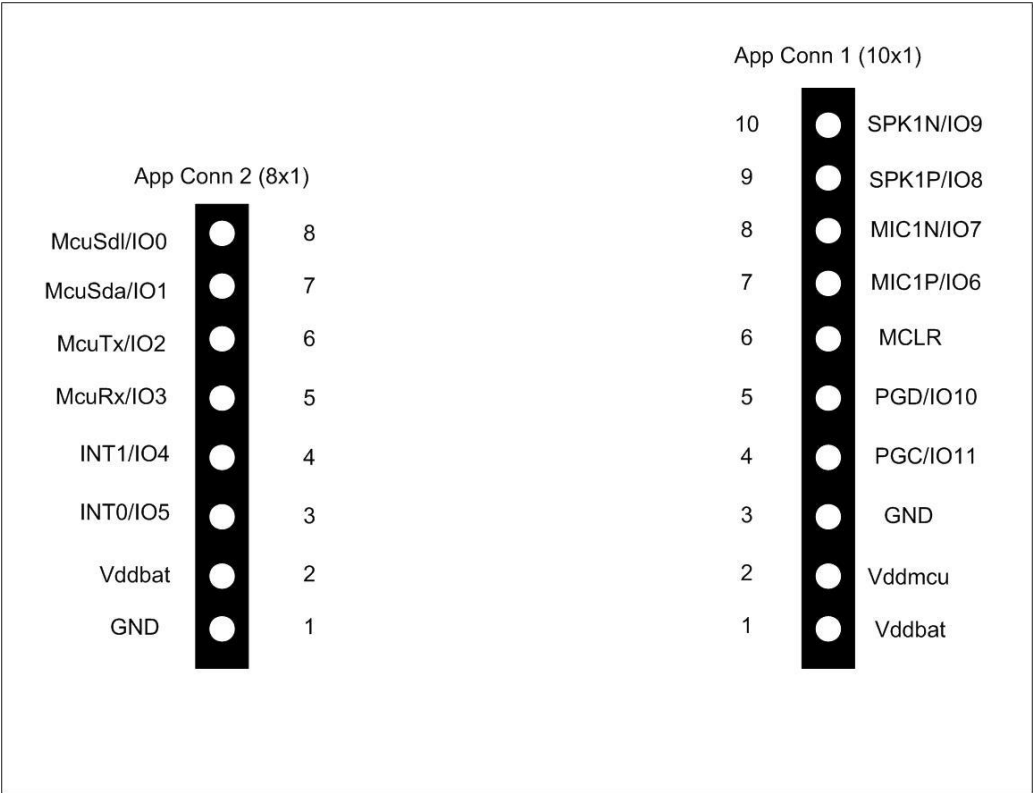 App Conn 2 (8x1)
McuSdl/IO0 8
McuSda/IO1 7
McuTx/IO2 6
McuRx/IO3 5
INT1/IO4 4
INT0/IO5 3
Vddbat 2
GND 1
App Conn 1 (10x1)
10 SPK1N/IO9
9 SPK1P/IO8
8 MIC1N/IO7
7 MIC1P/IO6
6 MCLR
5 PGD/IO10
4 PGC/IO11
3 GND
2 Vddmcu
1 Vddbat